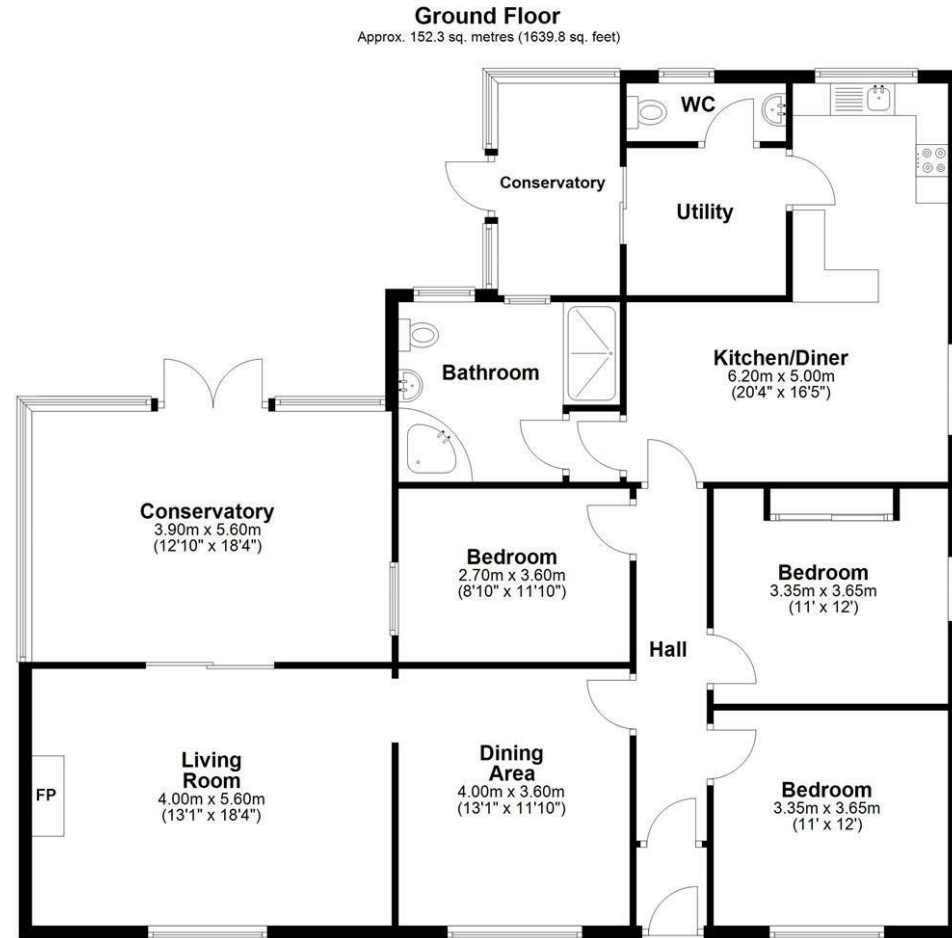 Ground Floor
Approx. 152.3 sq. metres (1639.8 sq. feet)
WC
Conservatory
Utility
Kitchen/Diner
6.20m x 5.00m
(20'4" x 16'5")
Bathroom
Conservatory
3.90m x 5.60m
(12'10" x 18'4")
Bedroom
2.70m x 3.60m
(8'10" x 11'10")
Bedroom
3.35m x 3.65m
(11' x 12')
Hall
Living
Room
4.00m x 5.60m
(13'1" x 18'4")
FP
Dining
Area
4.00m x 3.60m
(13'1" x 11'10")
Bedroom
3.35m x 3.65m
(11' x 12')